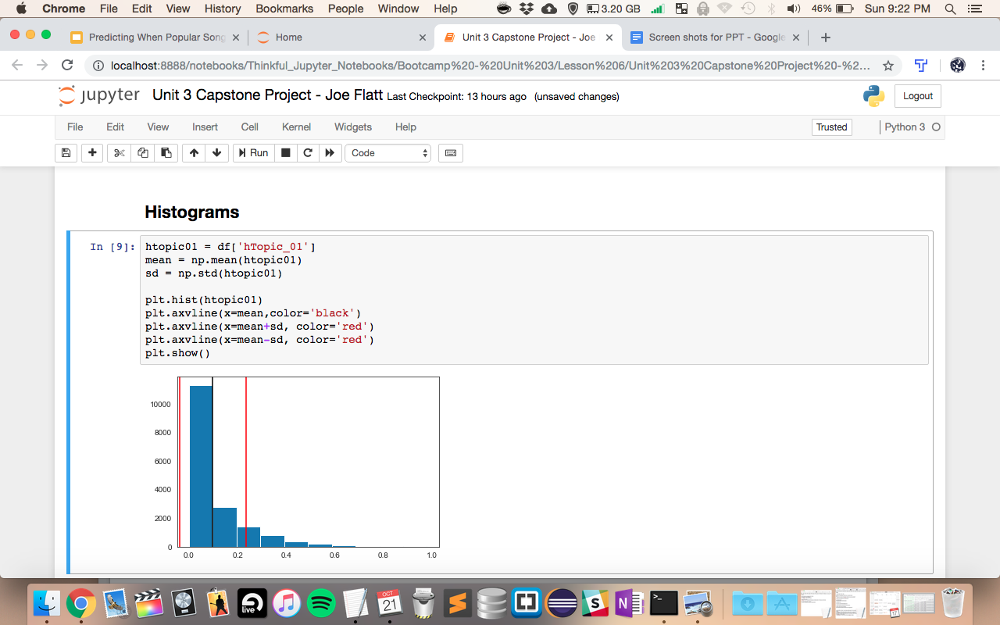 Chrome File Edit View History Bookmarks People Window Help 3.20 GB 46% Sun 9:22 PM
Predicting When Popular Song Home Unit 3 Capstone Project - Joe Screen shots for PPT - Google
localhost:8888/notebooks/Thinkful_Jupyter_Notebooks/Bootcamp%20-%20Unit%203/Lesson%206/Unit%203%20Capstone%20Project%20-%2...
jupyter Unit 3 Capstone Project - Joe Flatt Last Checkpoint: 13 hours ago (unsaved changes) Logout
File Edit View Insert Cell Kernel Widgets Help Trusted Python 3
Run Code
Histograms
In [9]: htopic01 = df['hTopic_01']
mean = np.mean(htopic01)
sd = np.std(htopic01)
plt.hist(htopic01)
plt.axvline(x=mean,color='black')
plt.axvline(x=mean+sd, color='red')
plt.axvline(x=mean-sd, color='red')
plt.show()
10000
8000
6000
4000
2000
0
0.0 0.2 0.4 0.6 0.8 1.0
live
OCT
21
S
N
>_